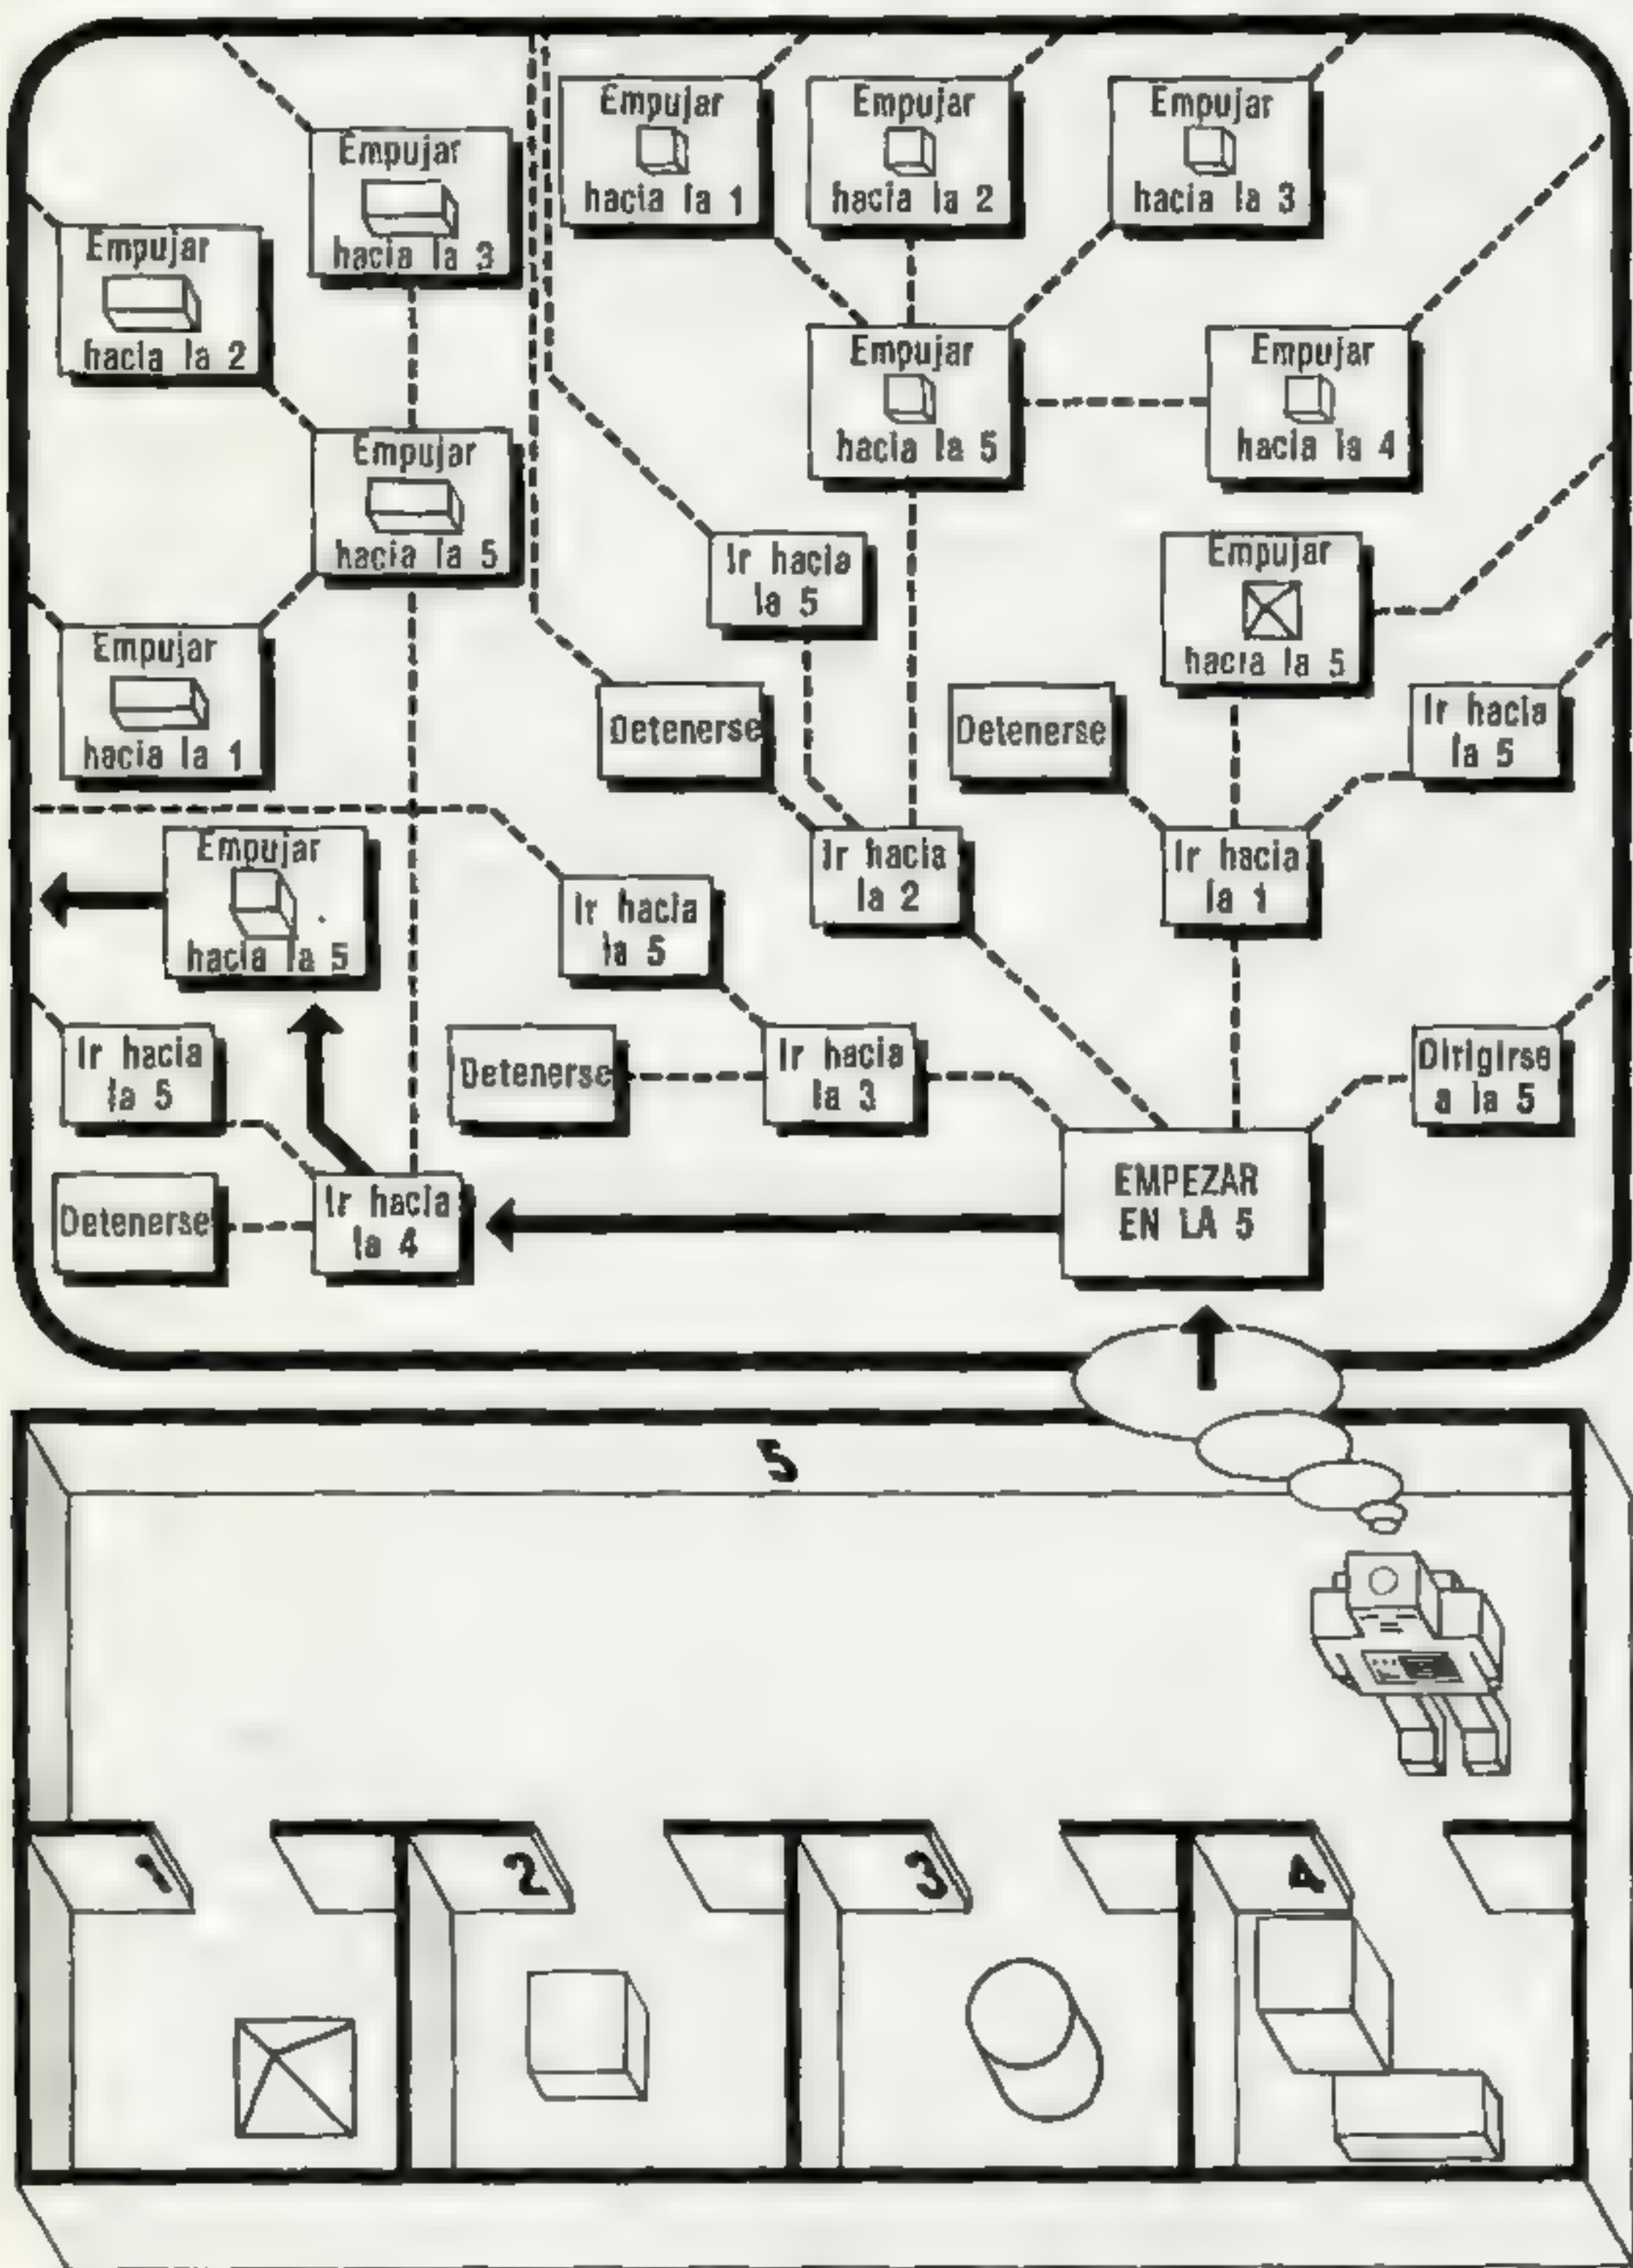 Empujar
hacia la 1
Empujar
hacia la 2
Empujar
hacia la 3
Empujar
hacia la 3
Empujar
hacia la 2
Empujar
hacia la 5
Empujar
hacia la 4
Empujar
hacia la 5
Ir hacia
la 5
Empujar
hacia la 5
Empujar
hacia la 1
Detenerse
Detenerse
Ir hacia
la 5
Empujar
hacia la 5
Ir hacia
la 5
Ir hacia
la 2
Ir hacia
la 1
Ir hacia
la 5
Detenerse
Ir hacia
la 3
Dirigirse
a la 5
Detenerse
Ir hacia
la 4
EMPEZAR
EN LA 5
5
1
2
3
4